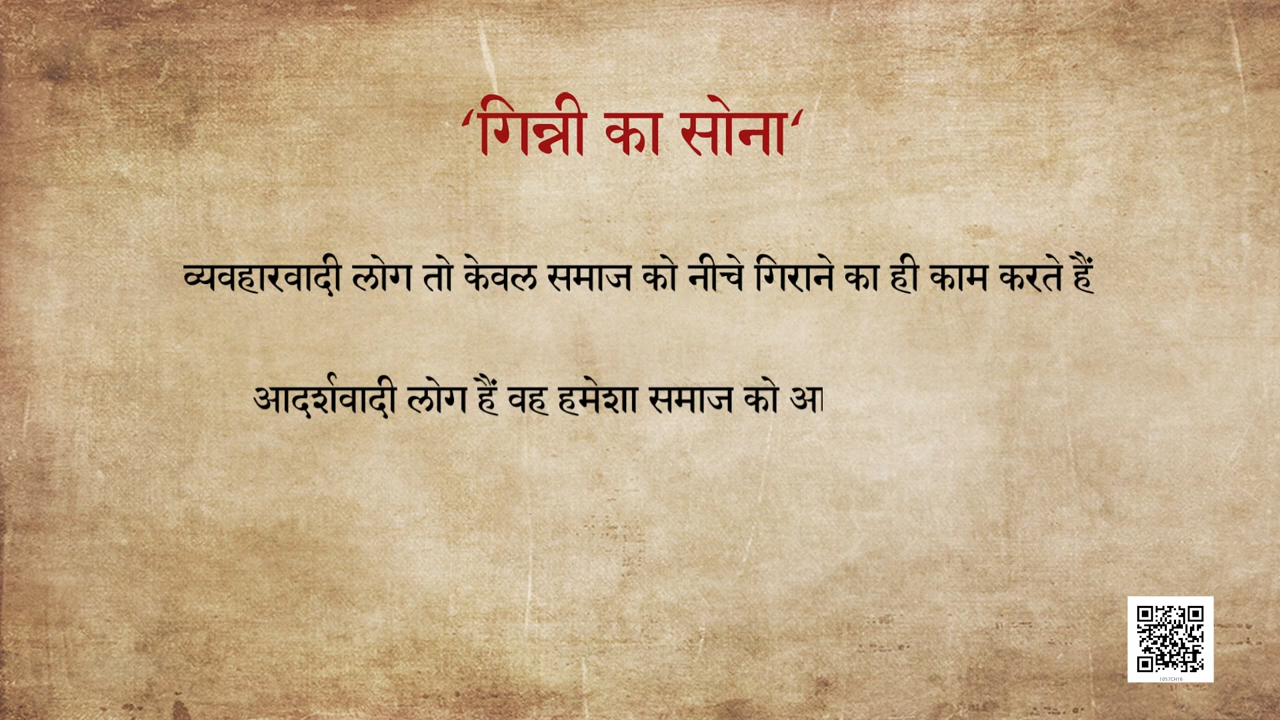 ‘गिन्नी का सोना‘
व्यवहारवादी लोग तो केवल समाज को नीचे गिराने का ही काम करते हैं
आदर्शवादी लोग हैं वह हमेशा समाज को